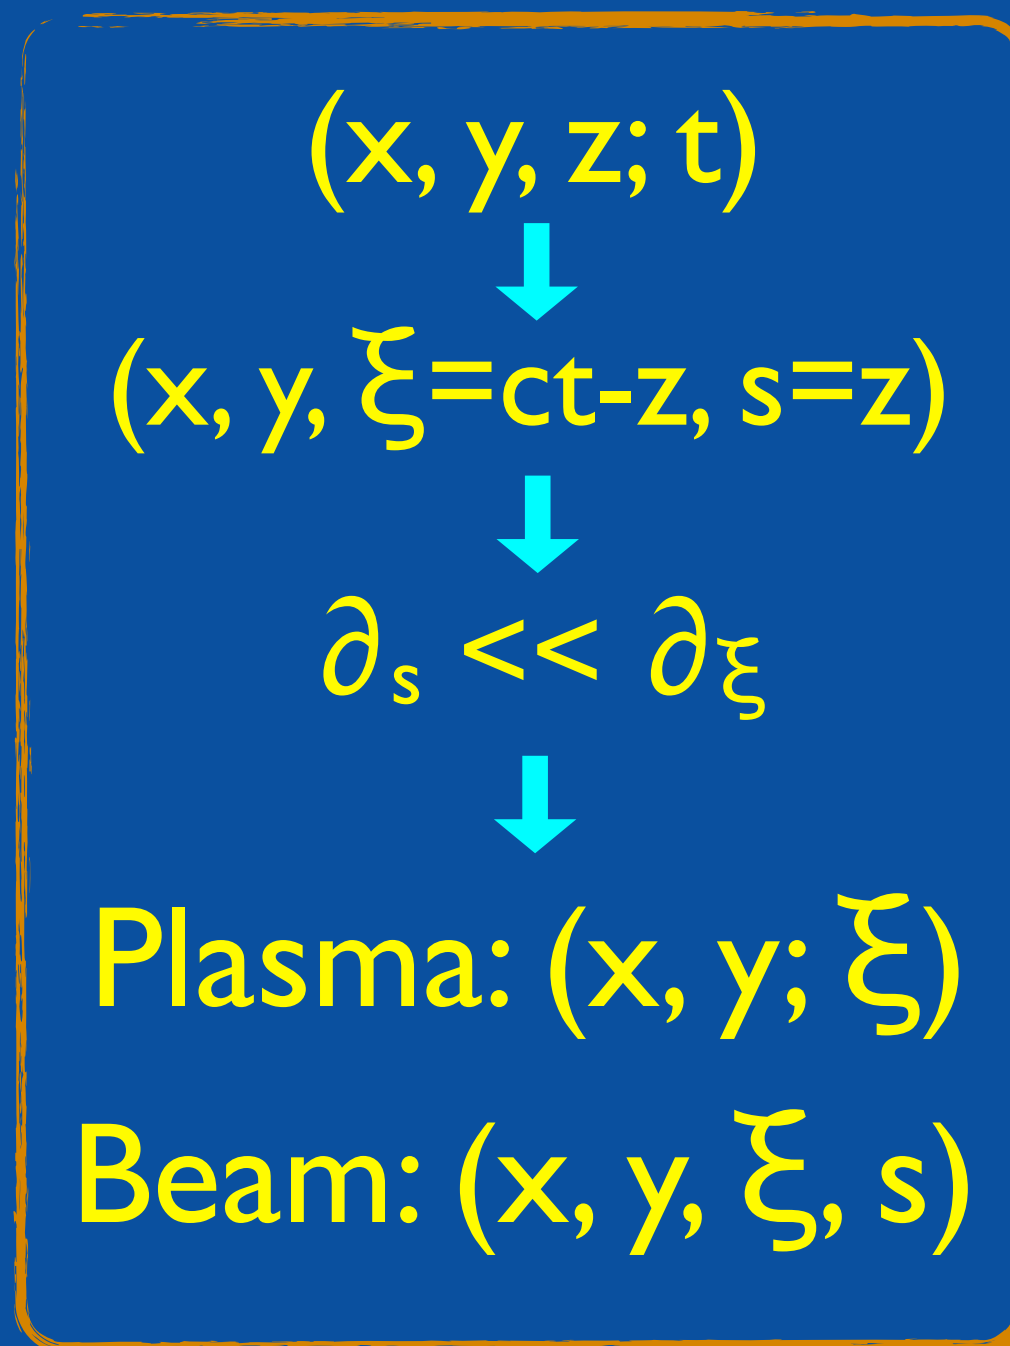 (x, y, z; t)
(x, y, ξ=ct-z, s=z)
∂ₛ << ∂ξ
Plasma: (x, y; ξ)
Beam: (x, y, ξ, s)